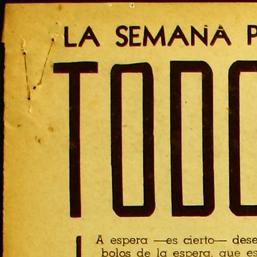 LA SEMANA P
TODO
A espera —es cierto— dese
bolos de la espera, que es